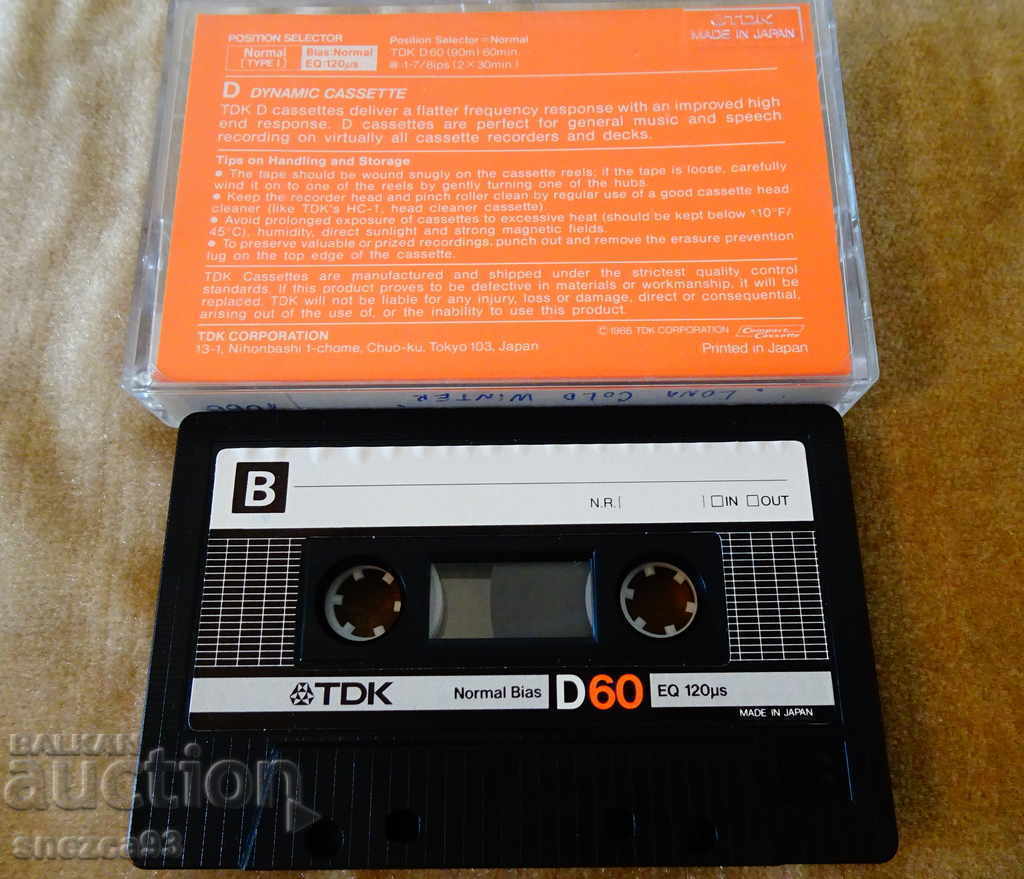 POSITION SELECTOR
Normal
(TYPE I)
Bias:Normal
EQ:120µs
Position Selector=Normal
TDK D60 (90m) 60min.
1-7/8ips (2 × 30min.)
TDK
MADE IN JAPAN
D DYNAMIC CASSETTE
TDK D cassettes deliver a flatter frequency response with an improved high
end response. D cassettes are perfect for general music and speech
recording on virtually all cassette recorders and decks.
Tips on Handling and Storage
● The tape should be wound snugly on the cassette reels; if the tape is loose, carefully
wind it on to one of the reels by gently turning one of the hubs.
● Keep the recorder head and pinch roller clean by regular use of a good cassette head
cleaner (like TDK's HC-1, head cleaner cassette).
● Avoid prolonged exposure of cassettes to excessive heat (should be kept below 110°F/
45°C), humidity, direct sunlight and strong magnetic fields.
● To preserve valuable or prized recordings, punch out and remove the erasure prevention
lug on the top edge of the cassette.
TDK Cassettes are manufactured and shipped under the strictest quality control
standards. If this product proves to be defective in materials or workmanship, it will be
replaced. TDK will not be liable for any injury, loss or damage, direct or consequential,
arising out of the use of, or the inability to use this product.
TDK CORPORATION
13-1, Nihonbashi 1-chome, Chuo-ku, Tokyo 103, Japan
©1986 TDK CORPORATION
Compact Cassette
Printed in Japan
COLD WINTER
B
N.R. [ ] □IN □OUT
TDK Normal Bias D60 EQ 120µs
MADE IN JAPAN
BALKAN
auction
snezca93